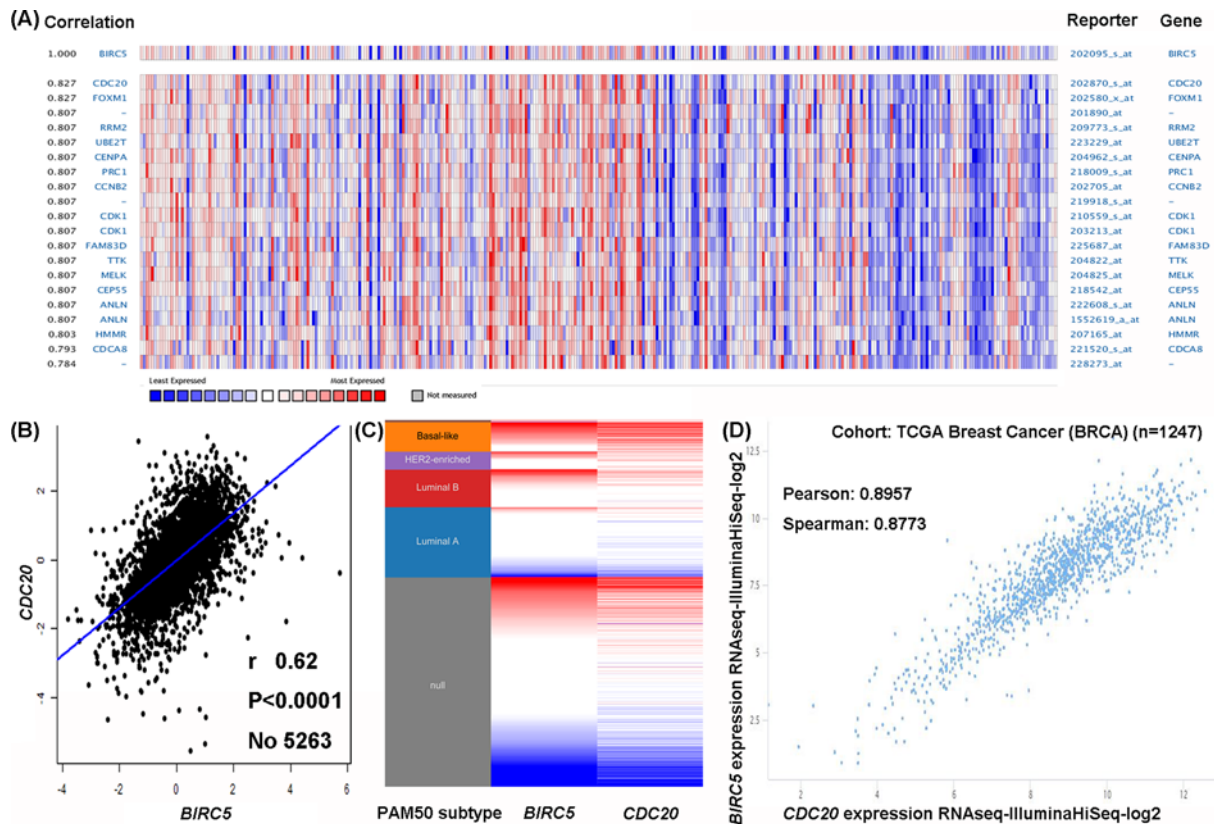 (A) Correlation Reporter Gene
1.000 BIRC5 202095_s_at BIRC5
0.827 CDC20 202870_s_at CDC20
0.827 FOXM1 202580_x_at FOXM1
0.807 - 201890_at -
0.807 RRM2 209773_s_at RRM2
0.807 UBE2T 223229_at UBE2T
0.807 CENPA 204962_s_at CENPA
0.807 PRC1 218009_s_at PRC1
0.807 CCNB2 202705_at CCNB2
0.807 - 219918_s_at -
0.807 CDK1 210559_s_at CDK1
0.807 CDK1 203213_at CDK1
0.807 FAM83D 225687_at FAM83D
0.807 TTK 204822_at TTK
0.807 MELK 204825_at MELK
0.807 CEP55 218542_at CEP55
0.807 ANLN 222608_s_at ANLN
0.807 ANLN 1552619_a_at ANLN
0.803 HMMR 207165_at HMMR
0.793 CDCA8 221520_s_at CDCA8
0.784 - 228273_at -
Least Expressed Most Expressed
Not measured
(B)
CDC20
2
0
-2
-4
r 0.62
P<0.0001
No 5263
-4 -2 0 2 4 6
BIRC5
(C)
Basal-like
HER2-enriched
Luminal B
Luminal A
null
PAM50 subtype BIRC5 CDC20
(D)
Cohort: TCGA Breast Cancer (BRCA) (n=1247)
Pearson: 0.8957
Spearman: 0.8773
BIRC5 expression RNAseq-IlluminaHiSeq-log2
12.5
10
7.5
5
2.5
2 4 6 8 10 12
CDC20 expression RNAseq-IlluminaHiSeq-log2